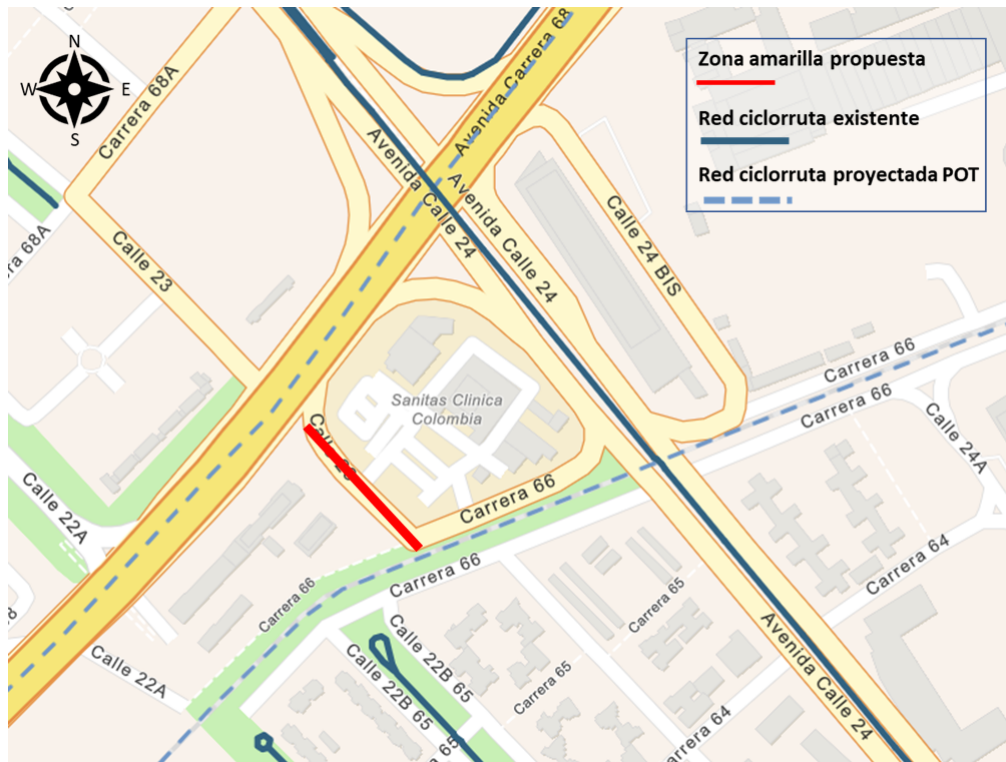 N
W
E
S
Zona amarilla propuesta
Red ciclorruta existente
Red ciclorruta proyectada POT
Carrera 68A
Avenida Carrera 68
Avenida Calle 24
Avenida Calle 24
Calle 24 BIS
68A
Calle 23
Carrera 66
Carrera 66
Sanitas Clinica
Colombia
Calle 24A
Calle 22A
Carrera 66
Carrera 66
Carrera 66
Carrera 64
Carrera 65
Calle 22B 65
Calle 22B 65
Carrera 65
Calle 22A
Avenida Calle 24
Carrera 64
65